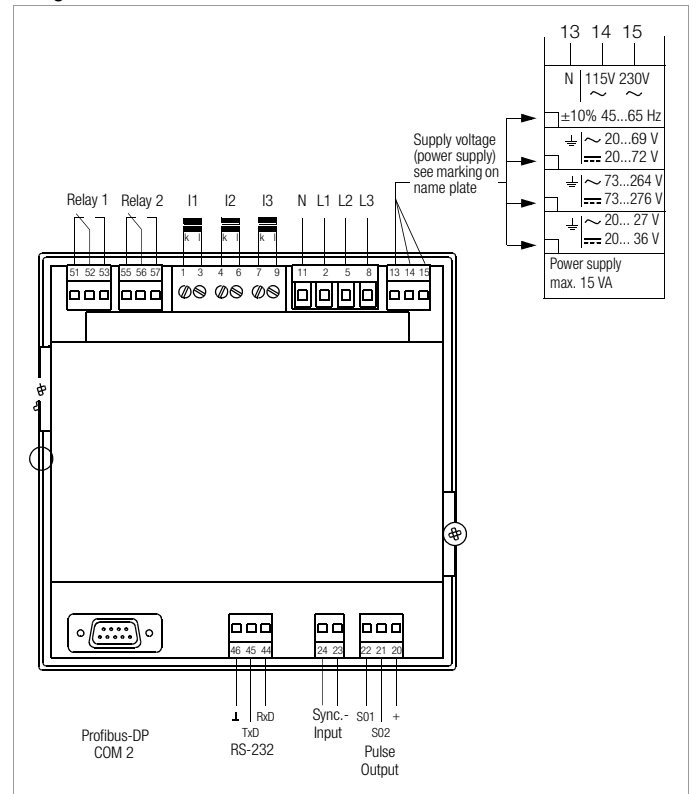 13 14 15
N 115V 230V
~ ~
±10% 45...65 Hz
~ 20...69 V
20...72 V
~ 73...264 V
73...276 V
~ 20... 27 V
20... 36 V
Power supply
max. 15 VA
Supply voltage
(power supply)
see marking on
name plate
Relay 1 Relay 2 I1 I2 I3 N L1 L2 L3
k l k l k l
51 52 53 55 56 57 1 3 4 6 7 9 11 2 5 8 13 14 15
46 45 44 24 23 22 21 20
RxD
TxD
RS-232
Sync.-
Input
S01 +
S02
Pulse
Output
Profibus-DP
COM 2